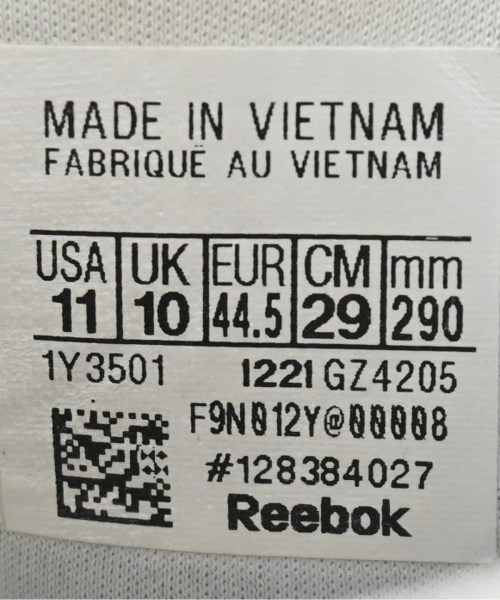 MADE IN VIETNAM
FABRIQUÉ AU VIETNAM
USA UK EUR CM mm
11 10 44.5 29 290
1Y3501 1221 GZ4205
F9N012Y@00008
#128384027
Reebok